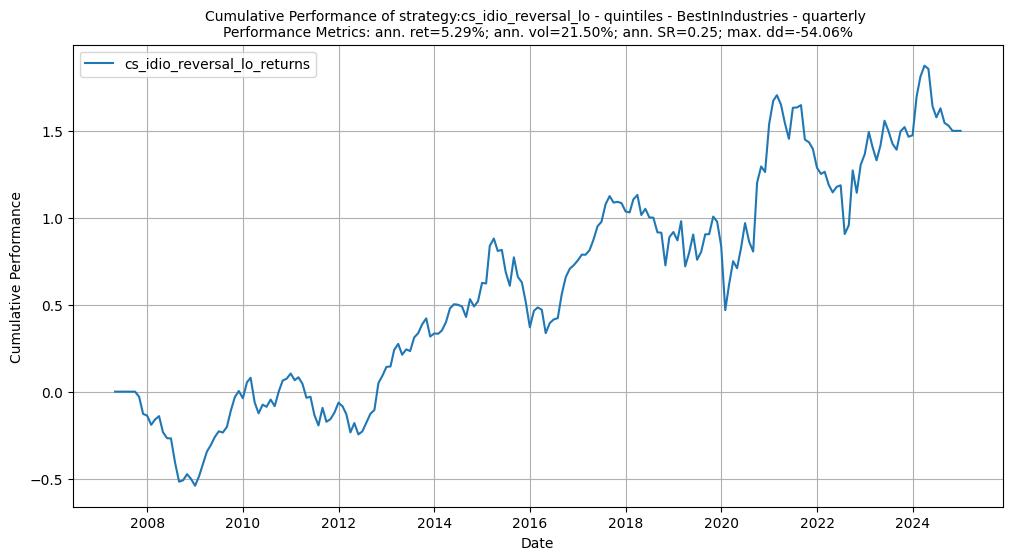 Cumulative Performance of strategy:cs_idio_reversal_lo - quintiles - BestInIndustries - quarterly
Performance Metrics: ann. ret=5.29%; ann. vol=21.50%; ann. SR=0.25; max. dd=-54.06%
cs_idio_reversal_lo_returns
Cumulative Performance
1.5
1.0
0.5
0.0
−0.5
2008
2010
2012
2014
2016
2018
2020
2022
2024
Date